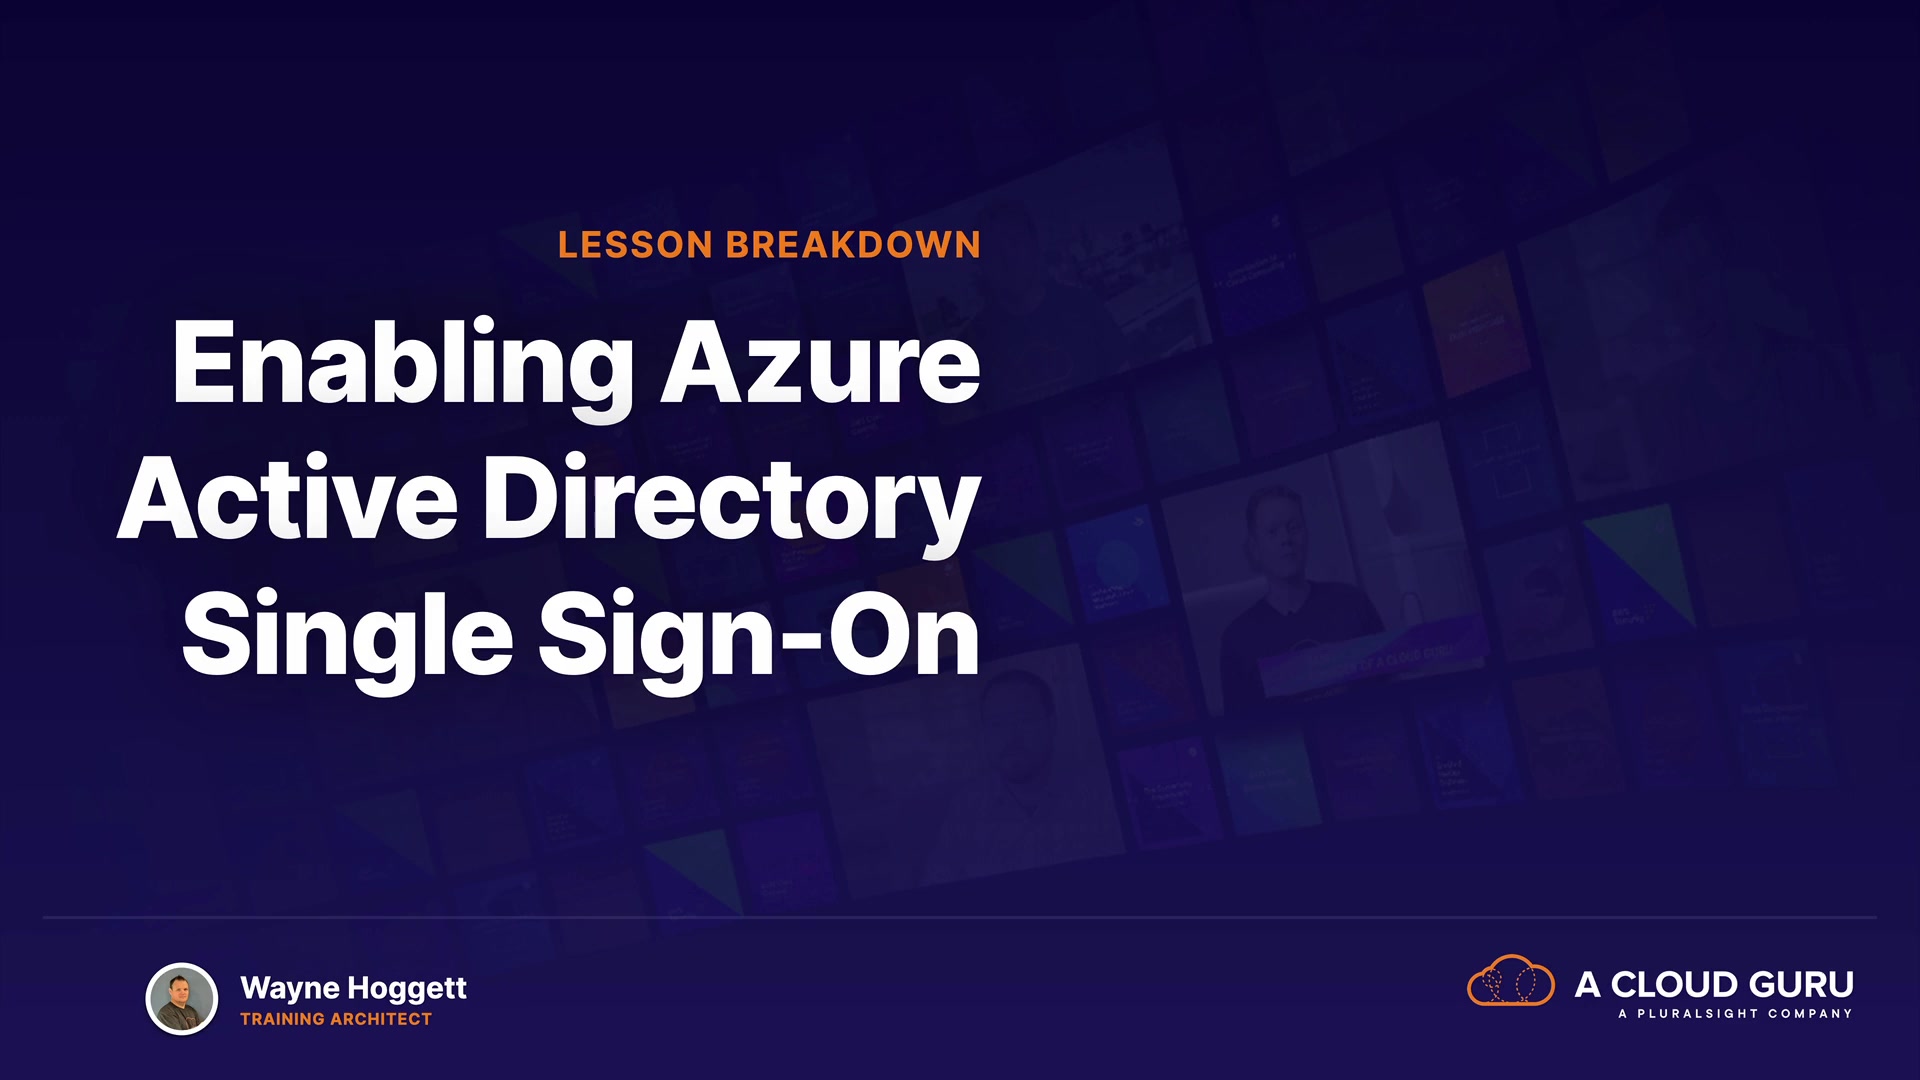 LESSON BREAKDOWN
Enabling Azure
Active Directory
Single Sign-On
Wayne Hoggett
TRAINING ARCHITECT
A CLOUD GURU
A PLURALSIGHT COMPANY